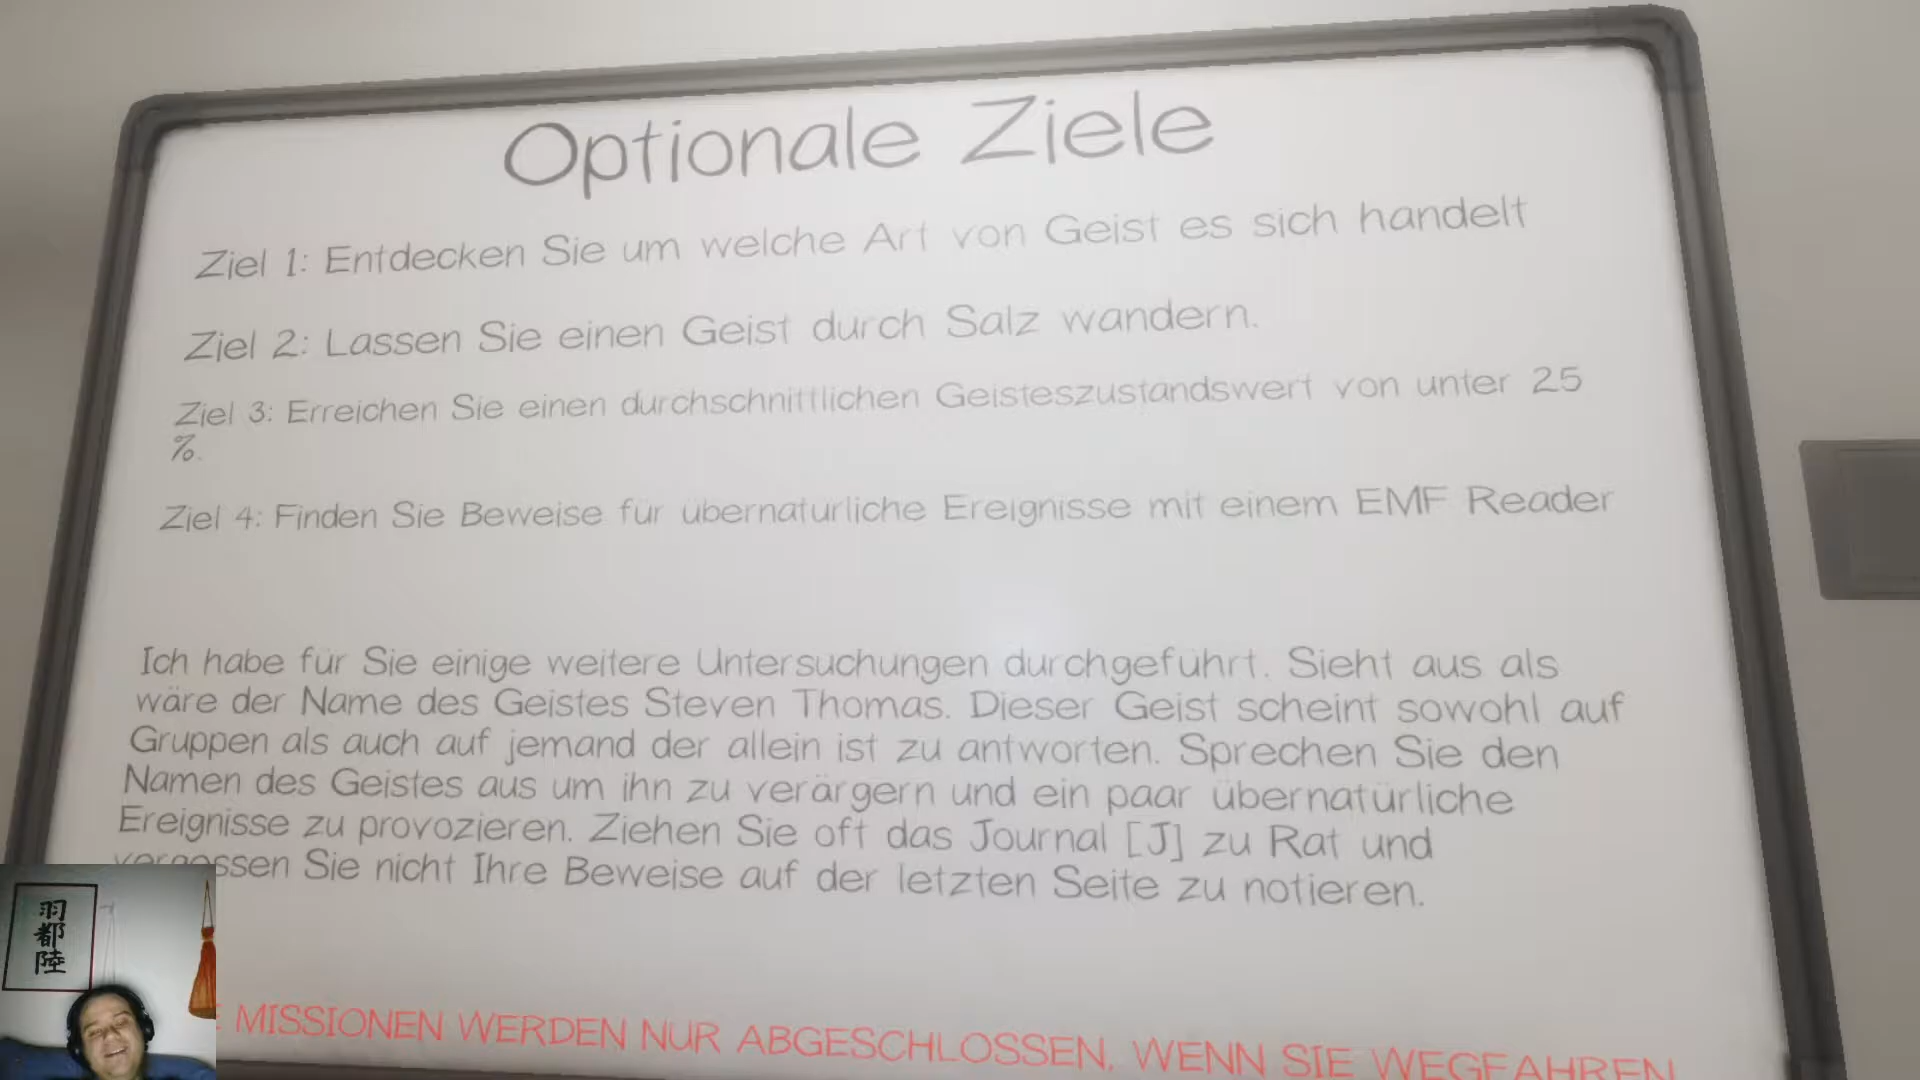 Optionale Ziele
Ziel 1: Entdecken Sie um welche Art von Geist es sich handelt
Ziel 2: Lassen Sie einen Geist durch Salz wandern.
Ziel 3: Erreichen Sie einen durchschnittlichen Geisteszustandswert von unter 25
%.
Ziel 4: Finden Sie Beweise für übernatürliche Ereignisse mit einem EMF Reader
Ich habe für Sie einige weitere Untersuchungen durchgeführt. Sieht aus als
wäre der Name des Geistes Steven Thomas. Dieser Geist scheint sowohl auf
Gruppen als auch auf jemand der allein ist zu antworten. Sprechen Sie den
Namen des Geistes aus um ihn zu verärgern und ein paar übernatürliche
Ereignisse zu provozieren. Ziehen Sie oft das Journal [J] zu Rat und
Sie nicht Ihre Beweise auf der letzten Seite zu notieren.
MISSIONEN WERDEN NUR ABGESCHLOSSEN, WENN SIE WEGFAHREN
羽都陸